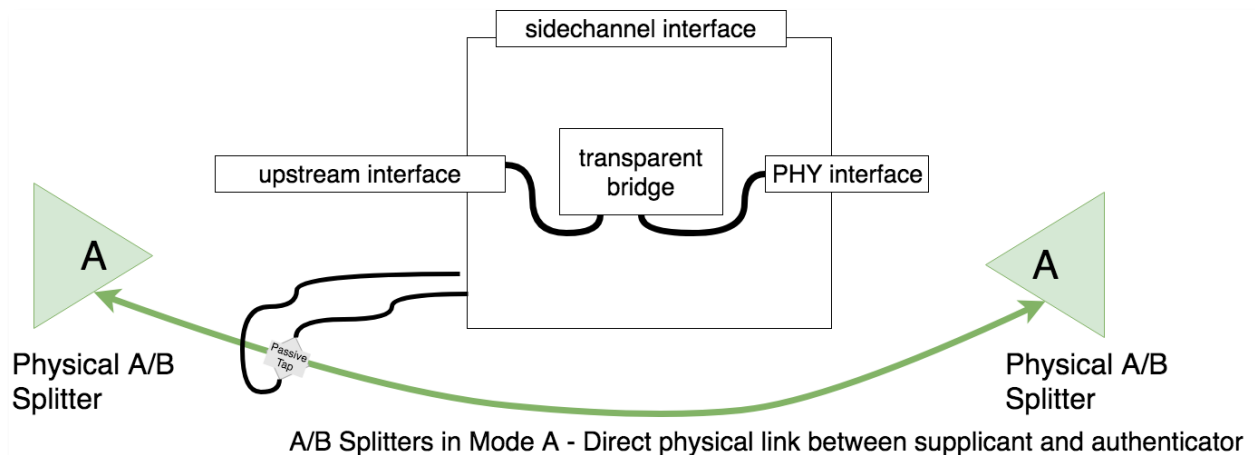 sidechannel interface
upstream interface
transparent
bridge
PHY interface
A
A
Passive
Tap
Physical A/B
Splitter
Physical A/B
Splitter
A/B Splitters in Mode A - Direct physical link between supplicant and authenticator